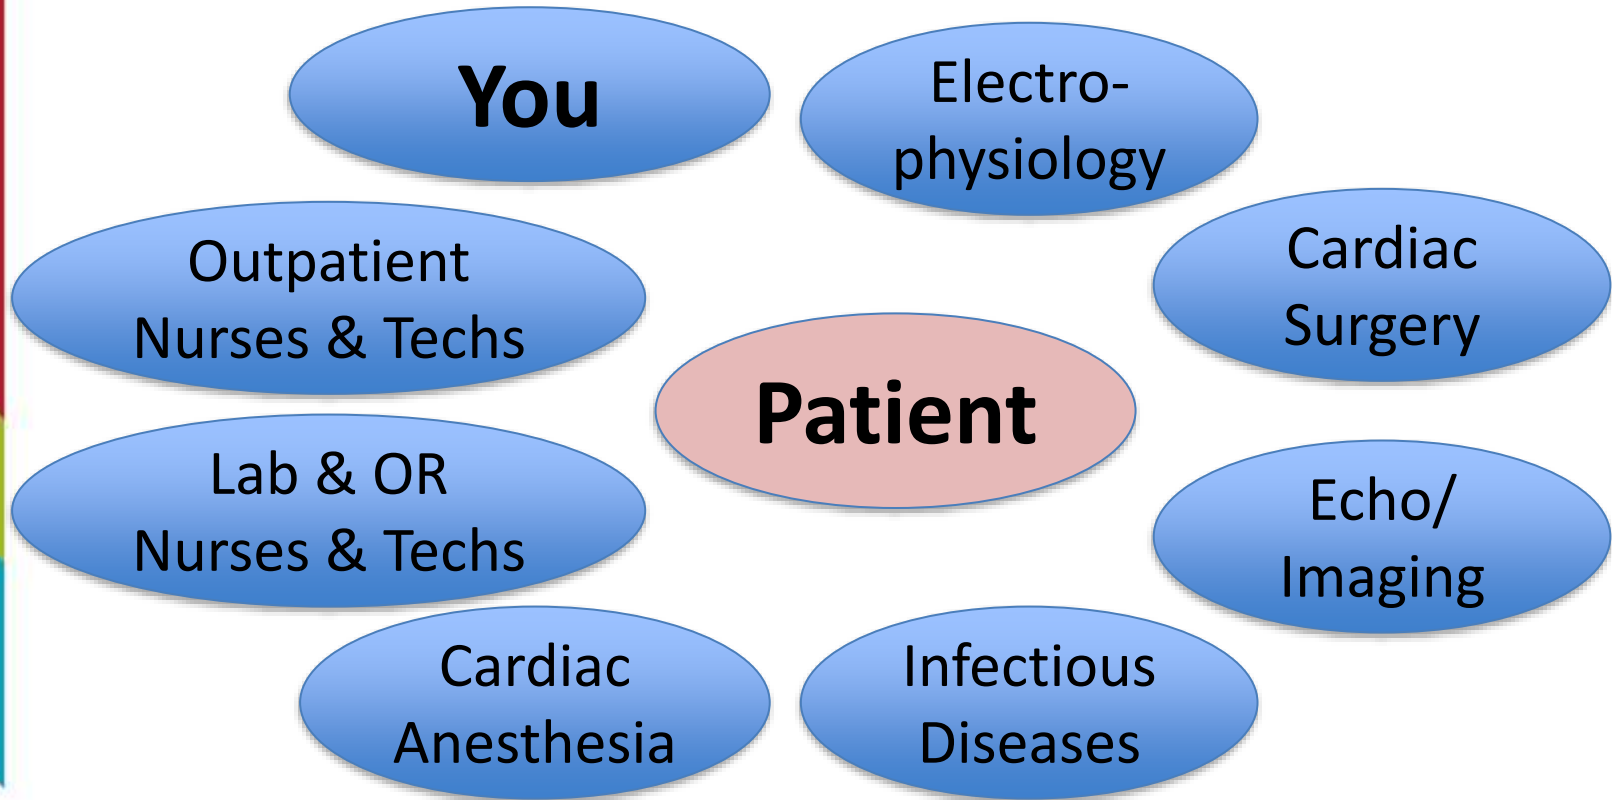 You
Electro-
physiology
Outpatient
Nurses & Techs
Cardiac
Surgery
Patient
Lab & OR
Nurses & Techs
Echo/
Imaging
Cardiac
Anesthesia
Infectious
Diseases